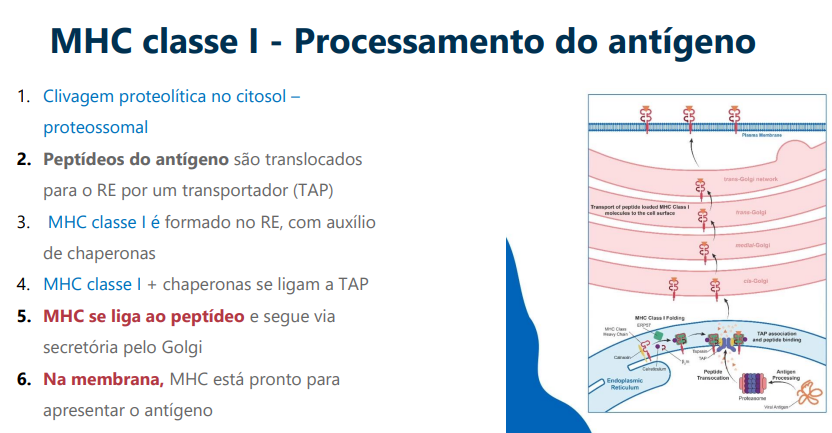 MHC classe I - Processamento do antígeno
1. Clivagem proteolítica no citosol –
proteossomal
2. Peptídeos do antígeno são translocados
para o RE por um transportador (TAP)
3. MHC classe I é formado no RE, com auxílio
de chaperonas
4. MHC classe I + chaperonas se ligam a TAP
5. MHC se liga ao peptídeo e segue via
secretória pelo Golgi
6. Na membrana, MHC está pronto para
apresentar o antígeno
Plasma Membrane
trans-Golgi network
Transport of peptide loaded MHC Class I
molecules to the cell surface
trans-Golgi
medial-Golgi
cis-Golgi
MHC Class I Folding
ERP57
MHC Class I
Heavy Chain
TAP association
and peptide binding
Tapasin
TAP
Calnexin
β₂m
Calreticulum
Peptide
Translocation
Antigen
Processing
Endoplasmic
Reticulum
Proteasome
Viral Antigen